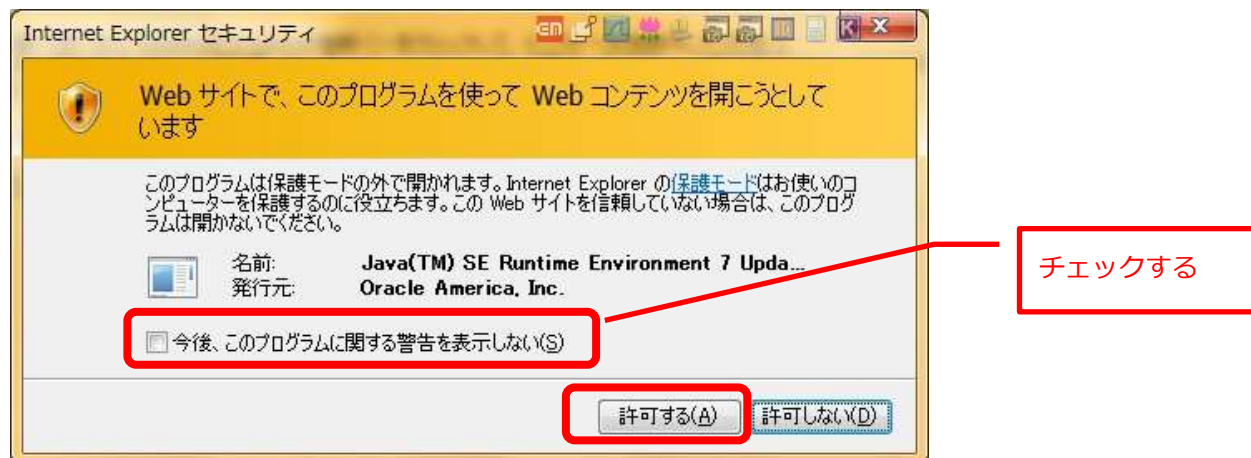 Internet Explorer セキュリティ
Web サイトで、このプログラムを使って Web コンテンツを開こうとして
います
このプログラムは保護モードの外で開かれます。Internet Explorer の保護モードはお使いのコ
ンピューターを保護するのに役立ちます。この Web サイトを信頼していない場合は、このプログ
ラムは開かないでください。
名前: Java(TM) SE Runtime Environment 7 Upda...
発行元: Oracle America, Inc.
チェックする
今後、このプログラムに関する警告を表示しない(S)
許可する(A) 許可しない(D)